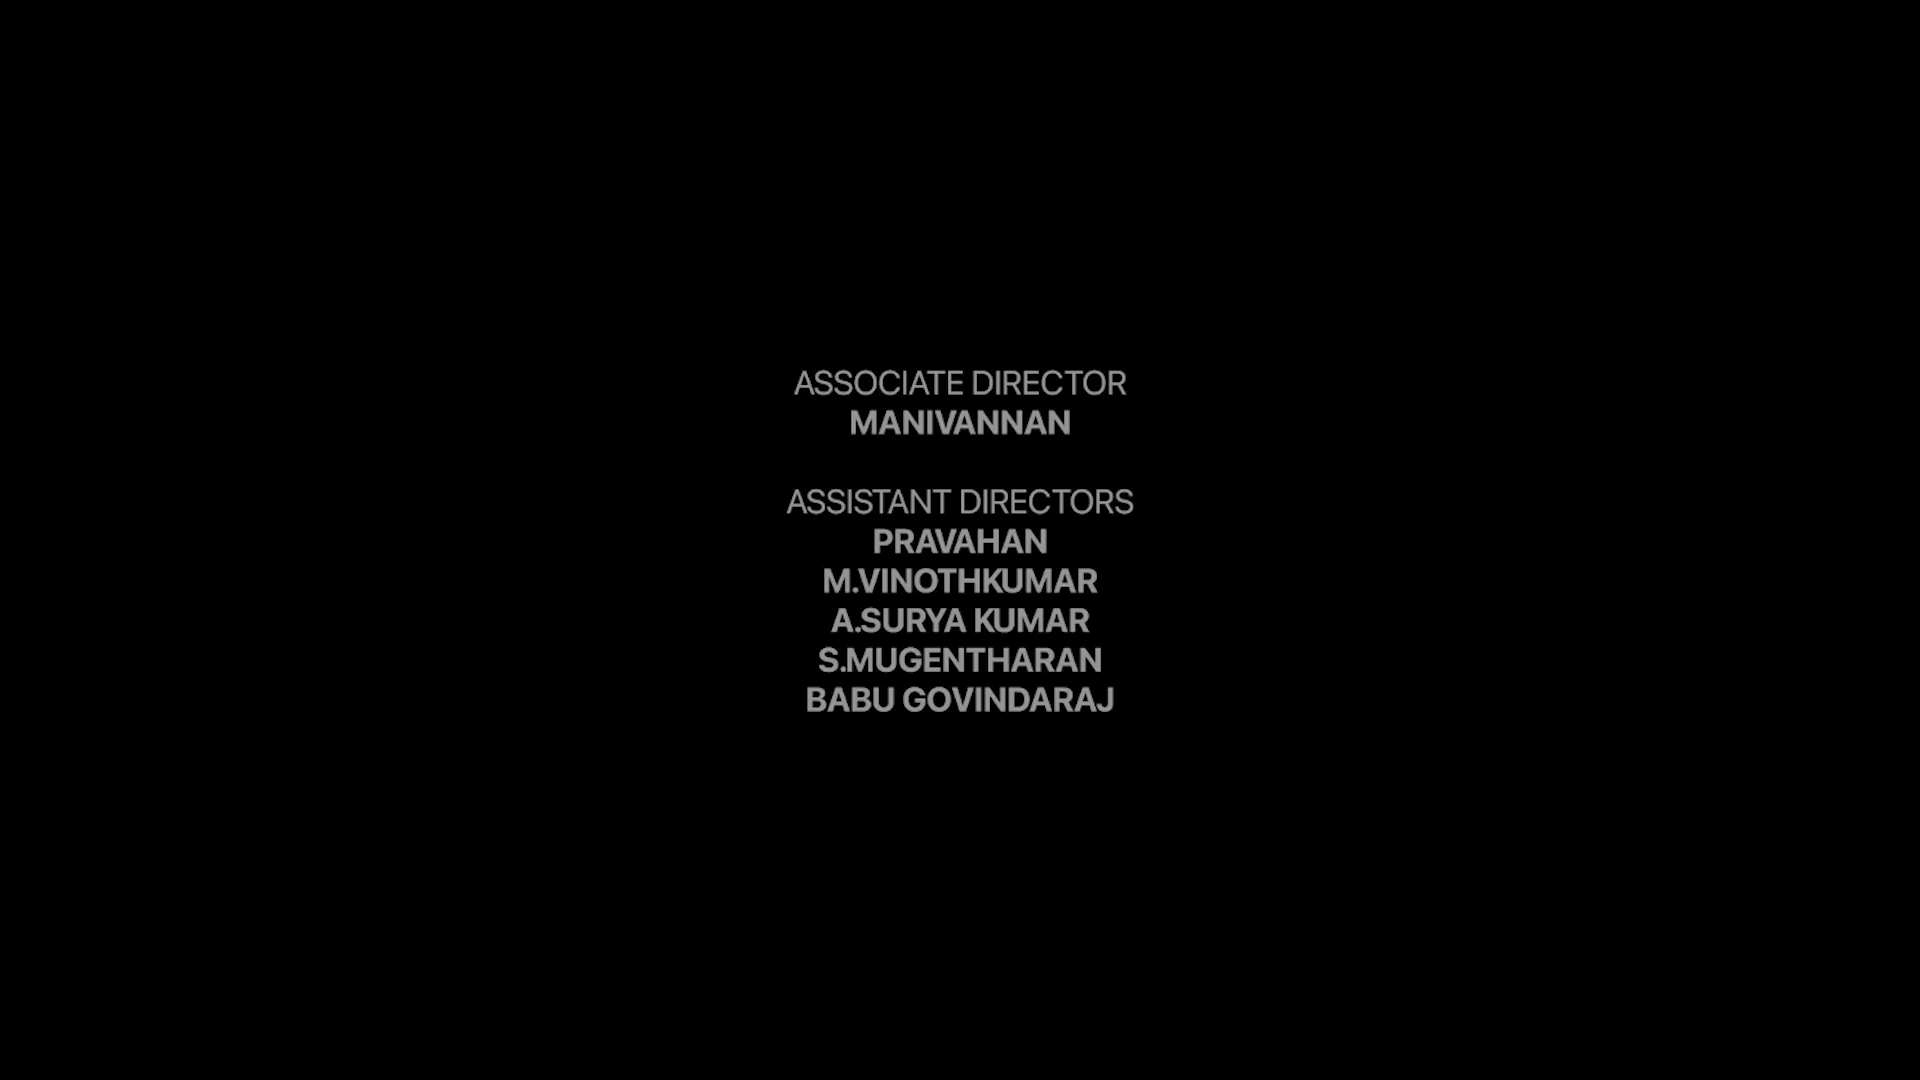 ASSOCIATE DIRECTOR
MANIVANNAN
ASSISTANT DIRECTORS
PRAVAHAN
M.VINOTHKUMAR
A.SURYA KUMAR
S.MUGENTHARAN
BABU GOVINDARAJ